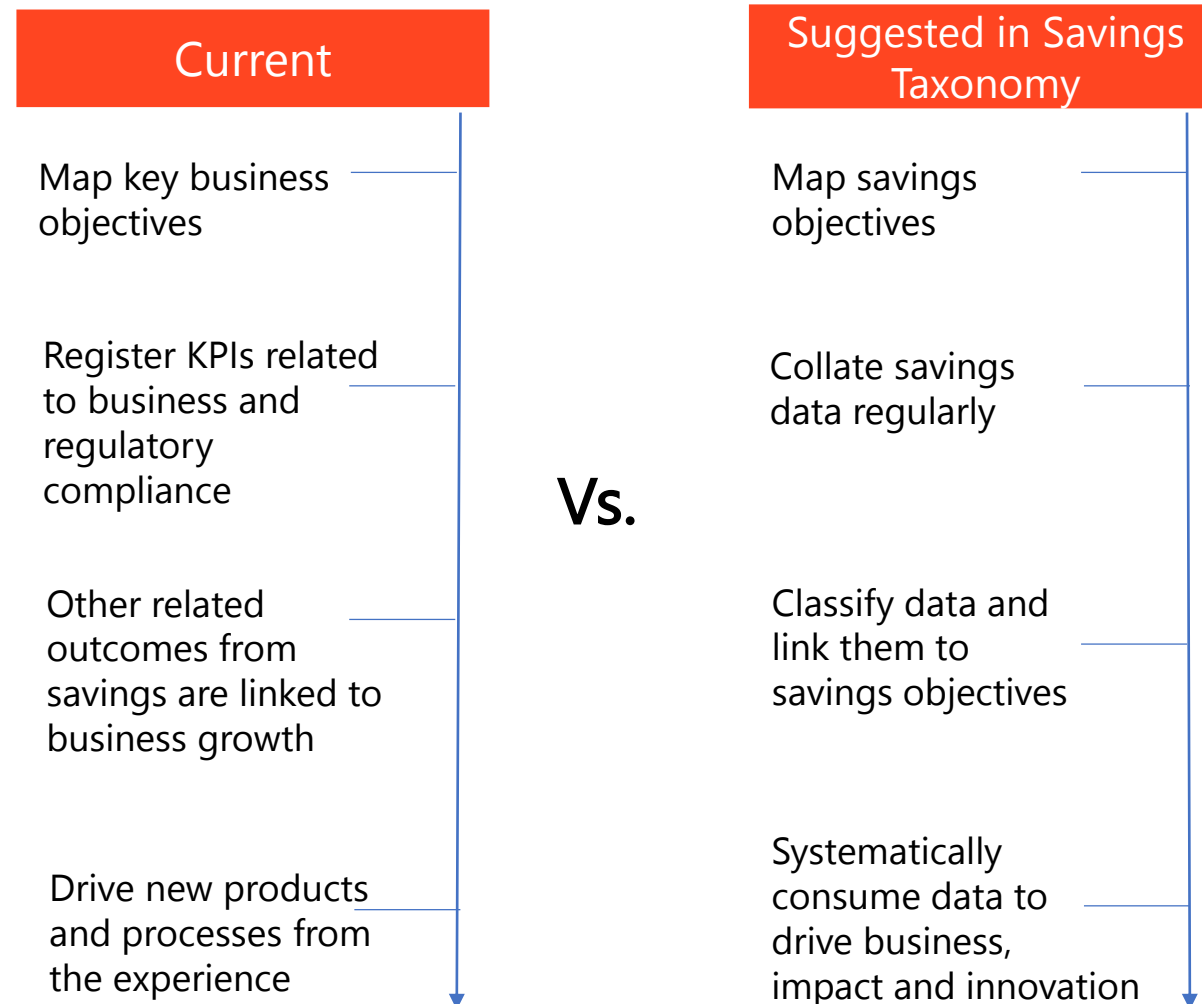 Current
Map key business
objectives
Register KPIs related
to business and
regulatory
compliance
Other related
outcomes from
savings are linked to
business growth
Drive new products
and processes from
the experience
Vs.
Suggested in Savings
Taxonomy
Map savings
objectives
Collate savings
data regularly
Classify data and
link them to
savings objectives
Systematically
consume data to
drive business,
impact and innovation